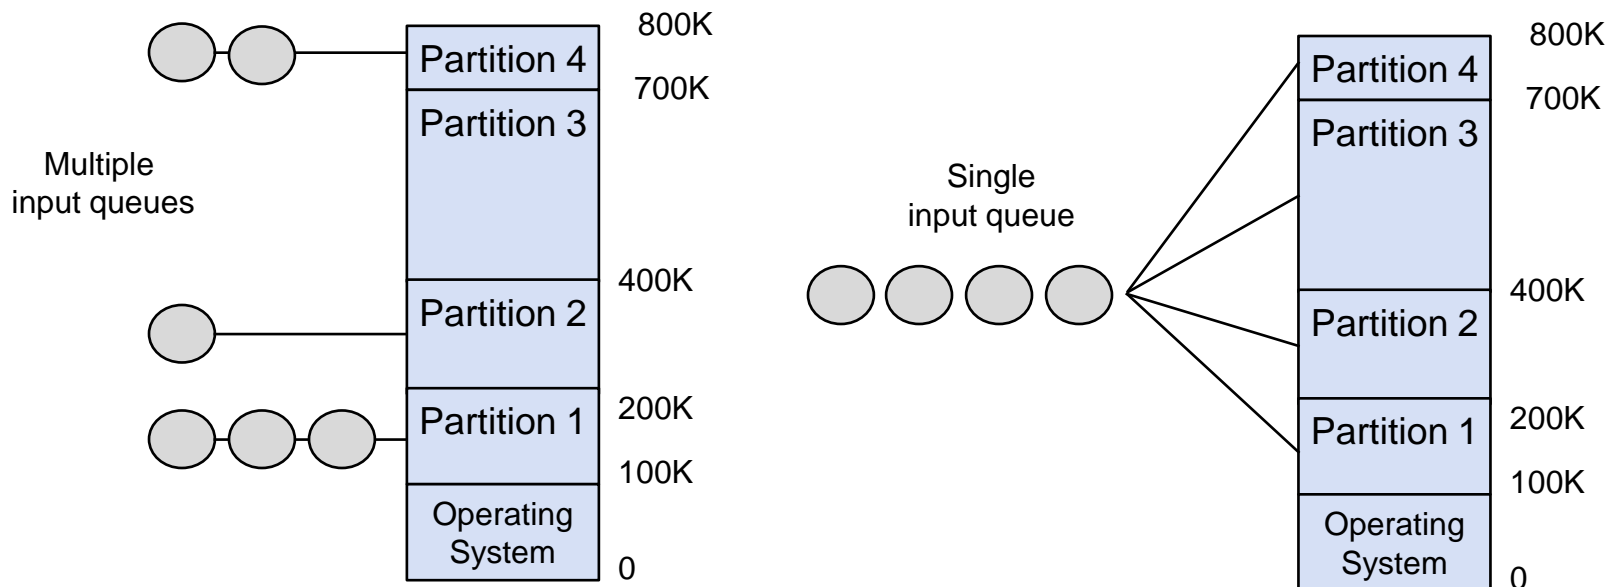 800K
Partition 4
700K
Partition 3
Multiple
input queues
400K
Partition 2
200K
Partition 1
100K
Operating
System
0
800K
Partition 4
700K
Partition 3
Single
input queue
400K
Partition 2
200K
Partition 1
100K
Operating
System
0